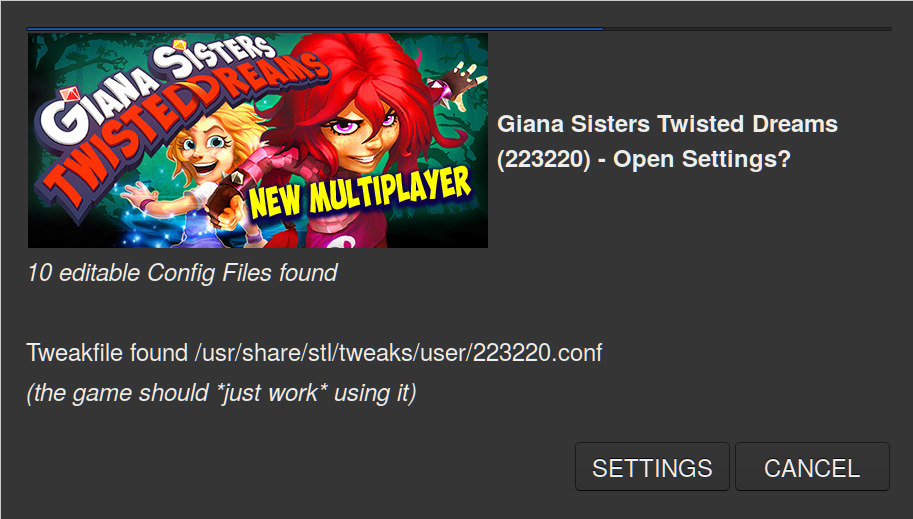 GIANA SISTERS
TWISTED DREAMS
NEW MULTIPLAYER
Giana Sisters Twisted Dreams
(223220) - Open Settings?
10 editable Config Files found
Tweakfile found /usr/share/stl/tweaks/user/223220.conf
(the game should *just work* using it)
SETTINGS
CANCEL